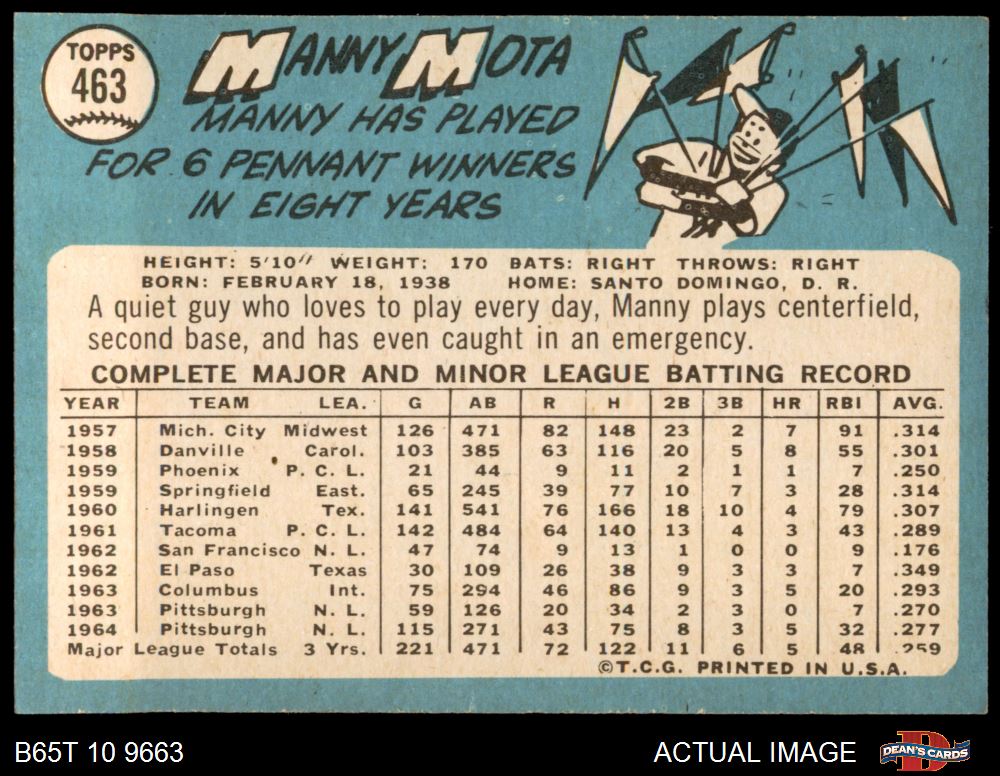 TOPPS
463
MANNY MOTA
MANNY HAS PLAYED
FOR 6 PENNANT WINNERS
IN EIGHT YEARS
HEIGHT: 5'10" WEIGHT: 170 BATS: RIGHT THROWS: RIGHT
BORN: FEBRUARY 18, 1938 HOME: SANTO DOMINGO, D. R.
A quiet guy who loves to play every day, Manny plays centerfield,
second base, and has even caught in an emergency.
COMPLETE MAJOR AND MINOR LEAGUE BATTING RECORD
YEAR TEAM LEA. G AB R H 2B 3B HR RBI AVG.
1957 Mich. City Midwest 126 471 82 148 23 2 7 91 .314
1958 Danville Carol. 103 385 63 116 20 5 8 55 .301
1959 Phoenix P. C. L. 21 44 9 11 2 1 1 7 .250
1959 Springfield East. 65 245 39 77 10 7 3 28 .314
1960 Harlingen Tex. 141 541 76 166 18 10 4 79 .307
1961 Tacoma P. C. L. 142 484 64 140 13 4 3 43 .289
1962 San Francisco N. L. 47 74 9 13 1 0 0 9 .176
1962 El Paso Texas 30 109 26 38 9 3 3 7 .349
1963 Columbus Int. 75 294 46 86 9 3 5 20 .293
1963 Pittsburgh N. L. 59 126 20 34 2 3 0 7 .270
1964 Pittsburgh N. L. 115 271 43 75 8 3 5 32 .277
Major League Totals 3 Yrs. 221 471 72 122 11 6 5 48 .259
©T.C.G. PRINTED IN U.S.A.
B65T 10 9663 ACTUAL IMAGE DEAN'S CARDS